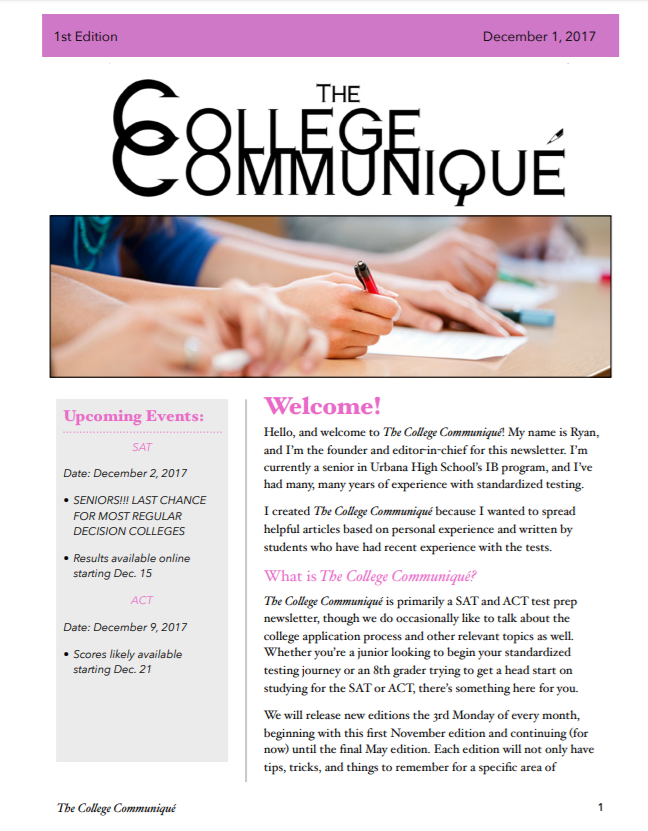 1st Edition
December 1, 2017
THE
COLLEGE
COMMUNIQUÉ
Upcoming Events:
SAT
Date: December 2, 2017
• SENIORS!!! LAST CHANCE
FOR MOST REGULAR
DECISION COLLEGES
• Results available online
starting Dec. 15
ACT
Date: December 9, 2017
• Scores likely available
starting Dec. 21
Welcome!
Hello, and welcome to The College Communiqué! My name is Ryan,
and I'm the founder and editor-in-chief for this newsletter. I'm
currently a senior in Urbana High School's IB program, and I've
had many, many years of experience with standardized testing.
I created The College Communiqué because I wanted to spread
helpful articles based on personal experience and written by
students who have had recent experience with the tests.
What is The College Communiqué?
The College Communiqué is primarily a SAT and ACT test prep
newsletter, though we do occasionally like to talk about the
college application process and other relevant topics as well.
Whether you're a junior looking to begin your standardized
testing journey or an 8th grader trying to get a head start on
studying for the SAT or ACT, there's something here for you.
We will release new editions the 3rd Monday of every month,
beginning with this first November edition and continuing (for
now) until the final May edition. Each edition will not only have
tips, tricks, and things to remember for a specific area of
The College Communiqué
1